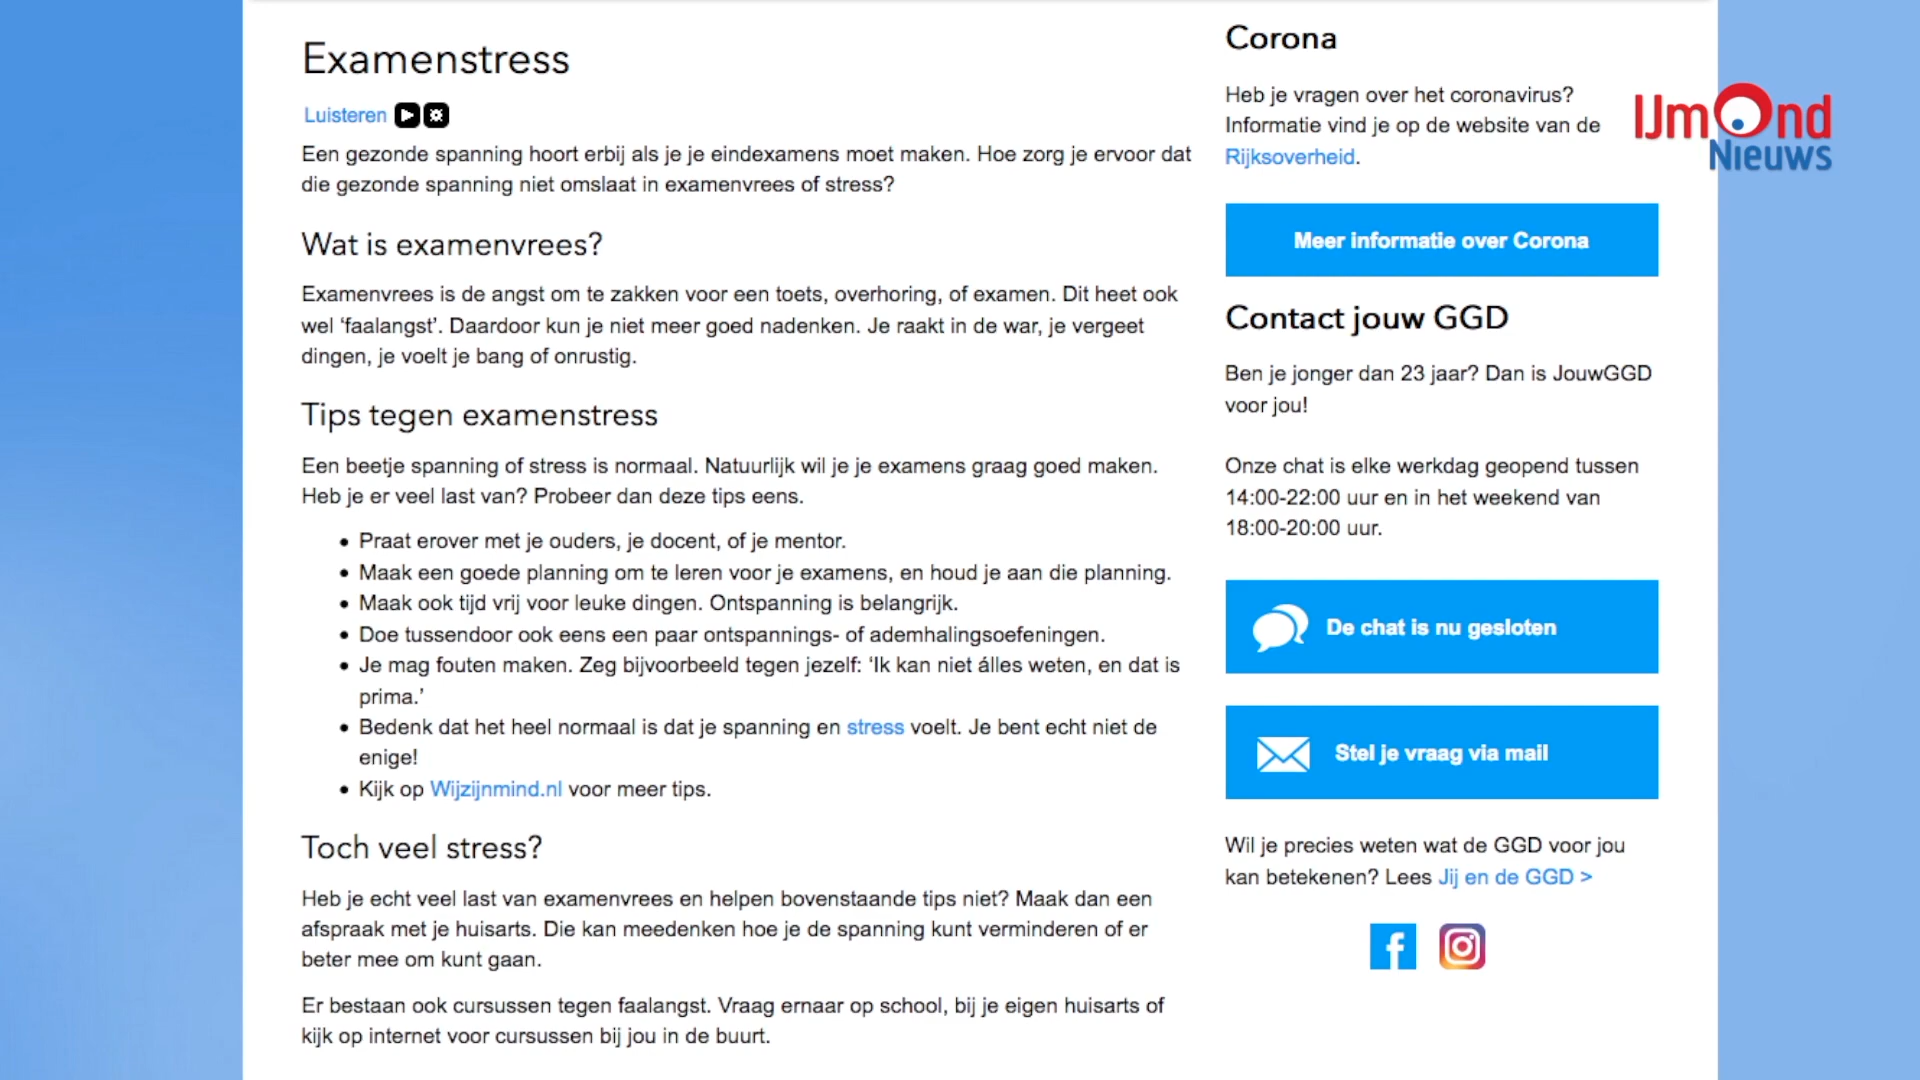 Examenstress
Luisteren
Een gezonde spanning hoort erbij als je je eindexamens moet maken. Hoe zorg je ervoor dat
die gezonde spanning niet omslaat in examenvrees of stress?
Wat is examenvrees?
Examenvrees is de angst om te zakken voor een toets, overhoring, of examen. Dit heet ook
wel ‘faalangst’. Daardoor kun je niet meer goed nadenken. Je raakt in de war, je vergeet
dingen, je voelt je bang of onrustig.
Tips tegen examenstress
Een beetje spanning of stress is normaal. Natuurlijk wil je je examens graag goed maken.
Heb je er veel last van? Probeer dan deze tips eens.
• Praat erover met je ouders, je docent, of je mentor.
• Maak een goede planning om te leren voor je examens, en houd je aan die planning.
• Maak ook tijd vrij voor leuke dingen. Ontspanning is belangrijk.
• Doe tussendoor ook eens een paar ontspannings- of ademhalingsoefeningen.
• Je mag fouten maken. Zeg bijvoorbeeld tegen jezelf: ‘Ik kan niet álles weten, en dat is
prima.’
• Bedenk dat het heel normaal is dat je spanning en stress voelt. Je bent echt niet de
enige!
• Kijk op Wijzijnmind.nl voor meer tips.
Toch veel stress?
Heb je echt veel last van examenvrees en helpen bovenstaande tips niet? Maak dan een
afspraak met je huisarts. Die kan meedenken hoe je de spanning kunt verminderen of er
beter mee om kunt gaan.
Er bestaan ook cursussen tegen faalangst. Vraag ernaar op school, bij je eigen huisarts of
kijk op internet voor cursussen bij jou in de buurt.
Corona
Heb je vragen over het coronavirus?
Informatie vind je op de website van de
Rijksoverheid.
Meer informatie over Corona
Contact jouw GGD
Ben je jonger dan 23 jaar? Dan is JouwGGD
voor jou!
Onze chat is elke werkdag geopend tussen
14:00-22:00 uur en in het weekend van
18:00-20:00 uur.
De chat is nu gesloten
Stel je vraag via mail
Wil je precies weten wat de GGD voor jou
kan betekenen? Lees Jij en de GGD >
IJmOnd
Nieuws